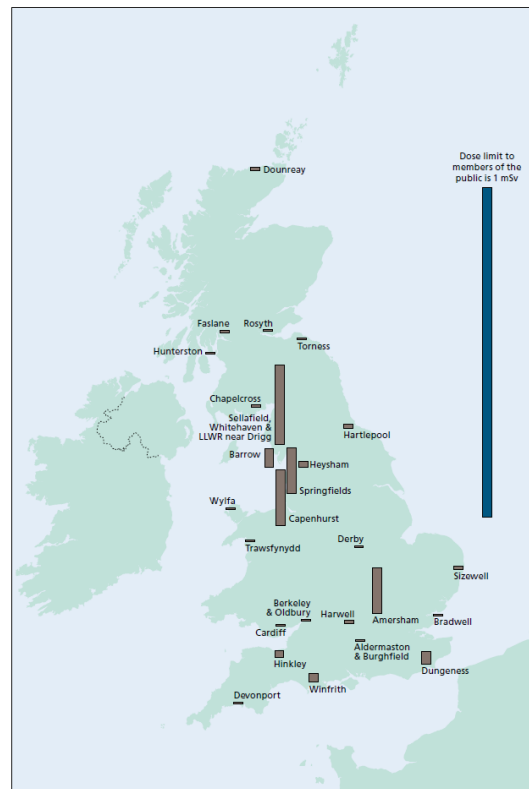 Dose limit to
members of the
public is 1 mSv
Dounreay
Faslane
Rosyth
Torness
Hunterston
Chapelcross
Sellafield,
Whitehaven &
LLWR near Drigg
Hartlepool
Barrow
Heysham
Springfields
Wylfa
Capenhurst
Trawsfynydd
Derby
Sizewell
Berkeley
& Oldbury
Harwell
Amersham
Bradwell
Cardiff
Aldermaston
& Burghfield
Hinkley
Dungeness
Winfrith
Devonport